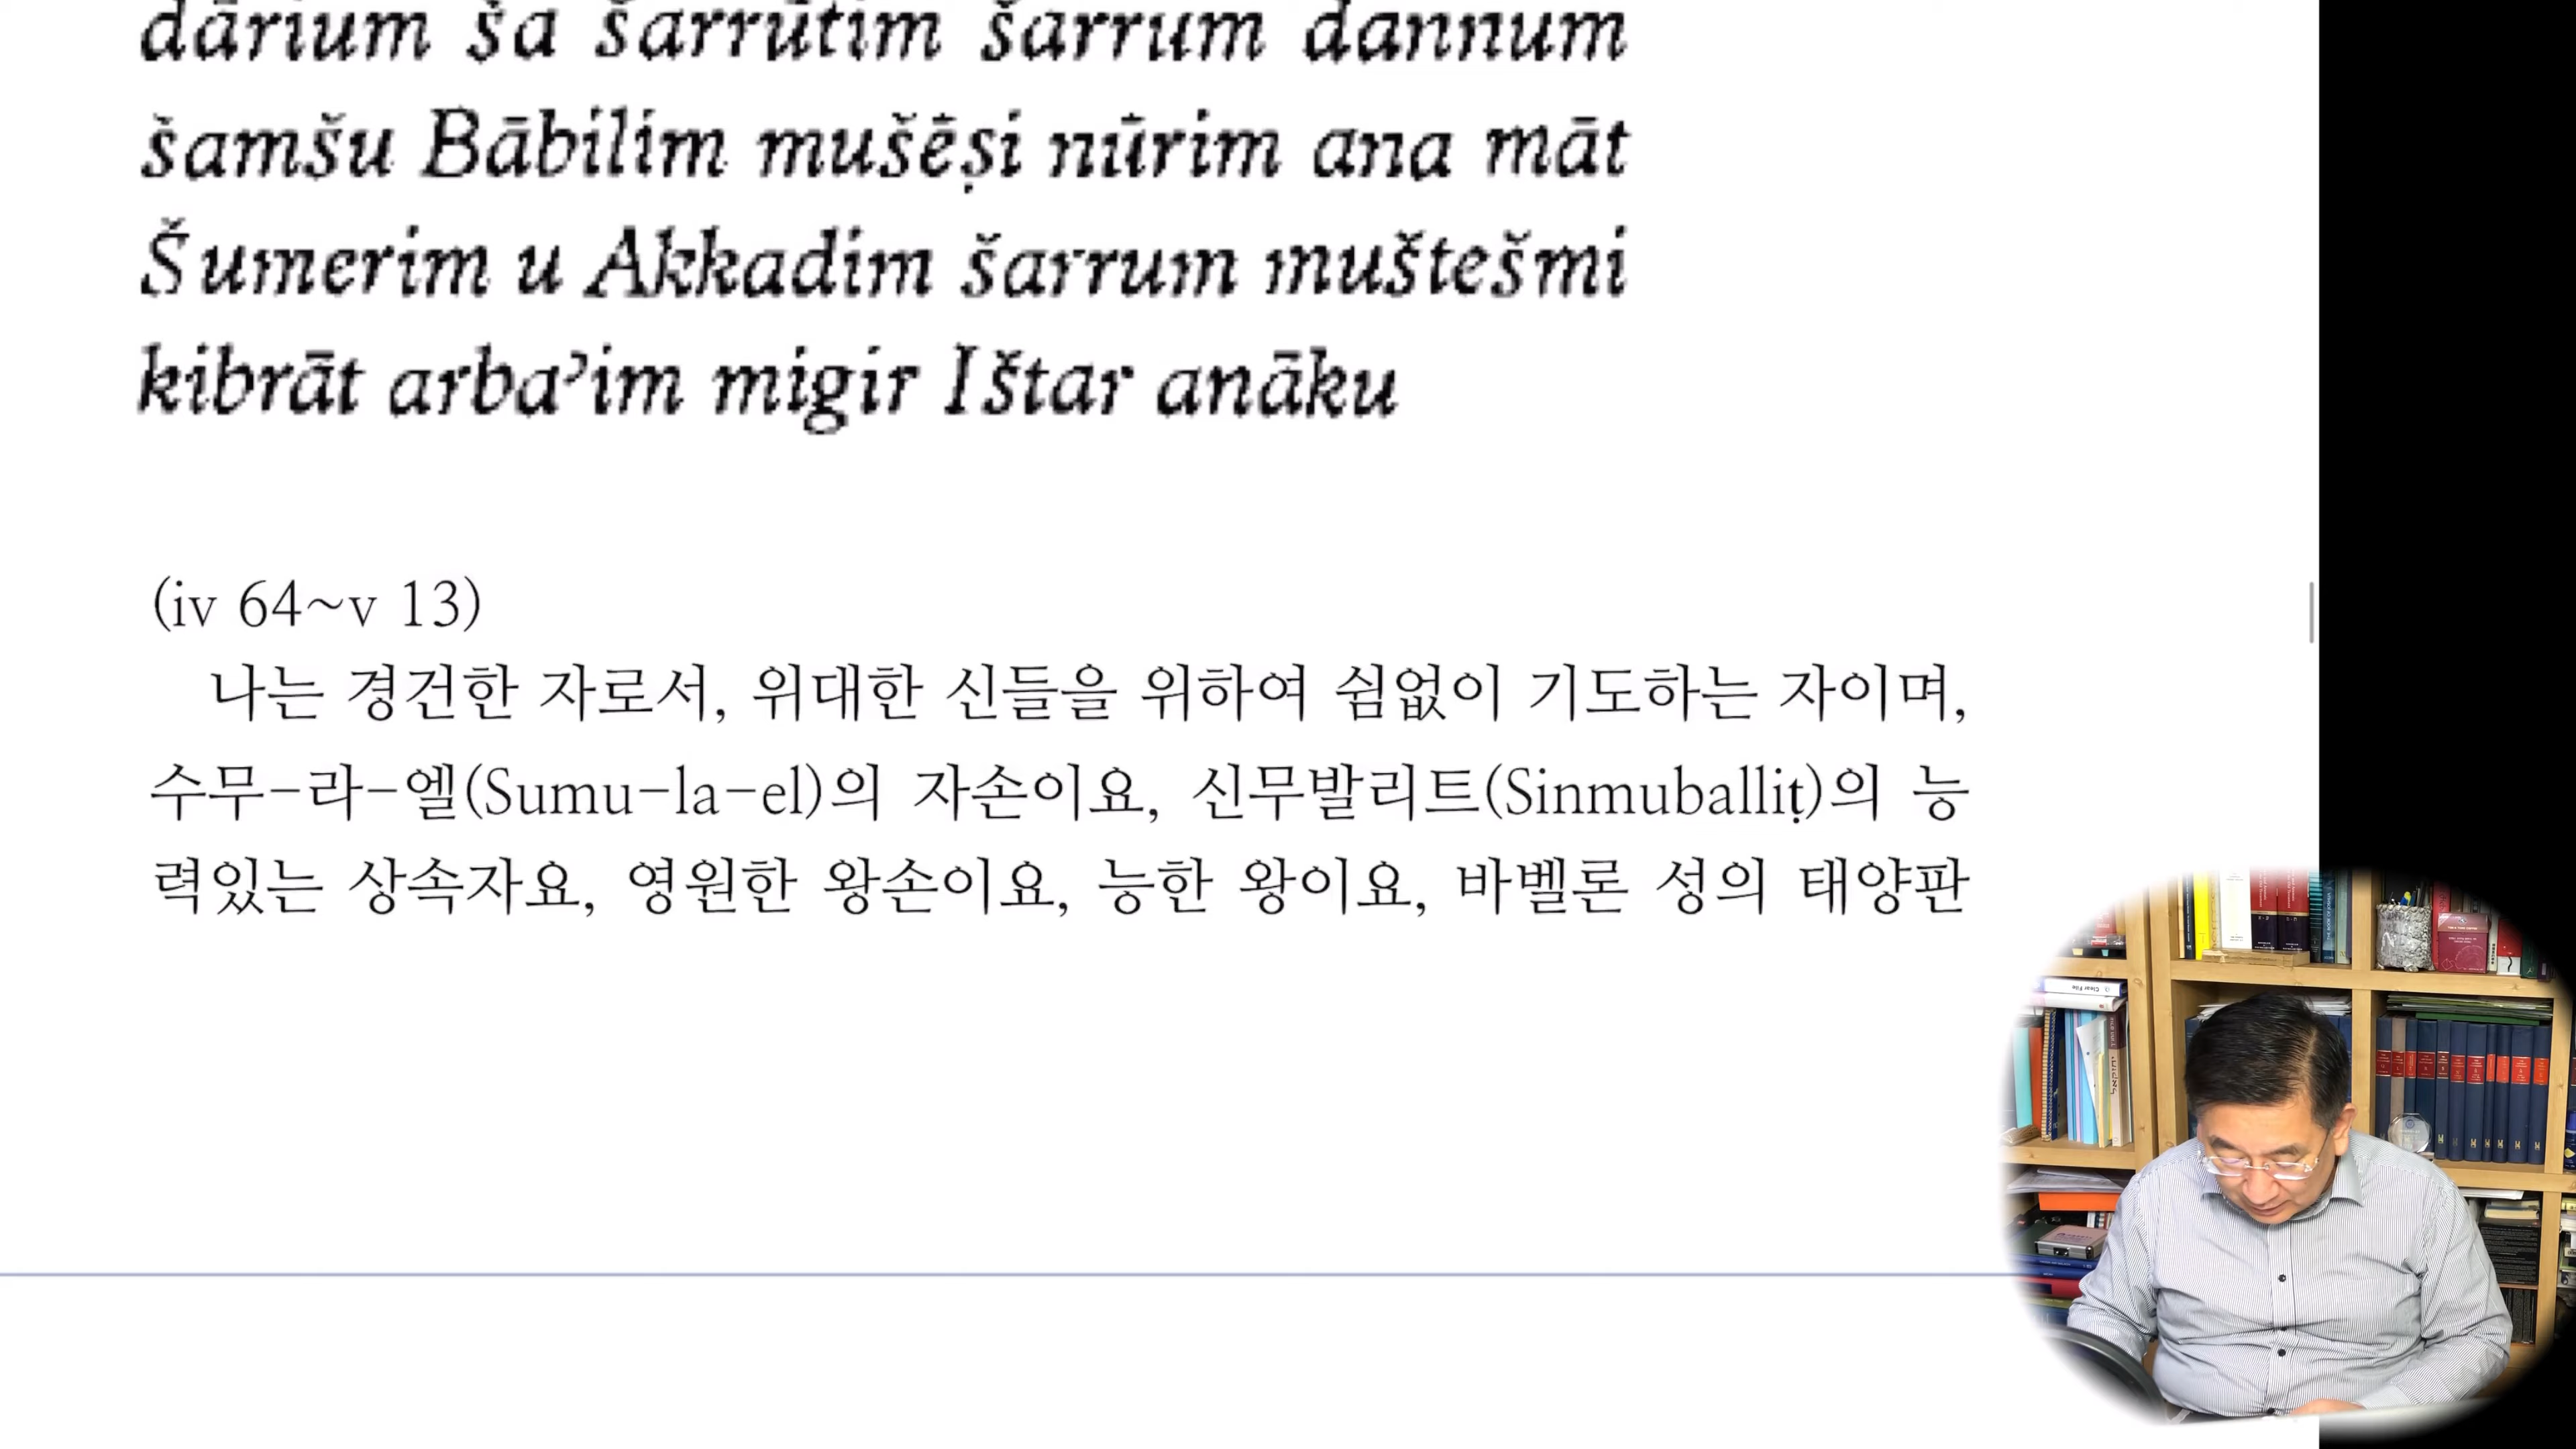 dārium ša šarrūtim šarrum dannum
šamšu Bābilim mušēṣi nūrim ana māt
Šumerim u Akkadim šarrum muštešmi
kibrāt arba’im migir Ištar anāku
(iv 64~v 13)
나는 경건한 자로서, 위대한 신들을 위하여 쉼없이 기도하는 자이며,
수무-라-엘(Sumu-la-el)의 자손이요, 신무발리트(Sinmuballiṭ)의 능
력있는 상속자요, 영원한 왕손이요, 능한 왕이요, 바벨론 성의 태양판
Clear File